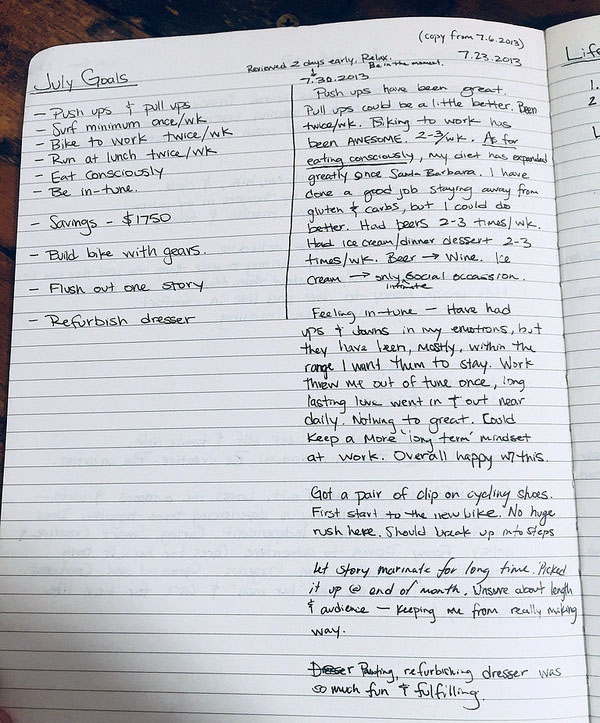 (copy from 7.6.2013)
July Goals
Reviewed 2 days early. Relax.
Be in the moment.
7.23.2013
7.30.2013
- Push ups & pull ups
- Surf minimum once/wk
- Bike to work twice/wk
- Run at lunch twice/wk
- Eat consciously
- Be in-tune.
- Savings - $1750
- Build bike with gears.
- Flush out one story
- Refurbish dresser
Push ups have been great.
Pull ups could be a little better. Been
twice/wk. Biking to work has
been AWESOME. 2-3/wk. As for
eating consciously, my diet has expanded
greatly since Santa Barbara. I have
done a good job staying away from
gluten & carbs, but I could do
better. Had beers 2-3 times/wk.
Had ice cream/dinner dessert 2-3
times/wk. Beer → Wine. Ice
cream → only social occassion.
intimate
Feeling in-tune - Have had
ups & downs in my emotions, but
they have been, mostly, within the
range I want them to stay. Work
threw me out of tune once, long
lasting love went in & out near
daily. Nothing to great. Could
keep a more 'long term' mindset
at work. Overall happy w/ this.
Got a pair of clip on cycling shoes.
First start to the new bike. No huge
rush here. Should break up into steps
Let story marinate for long time. Picked
it up @ end of month. Unsure about length
& audience - keeping me from really making
way.
Dresser Painting, refurbishing dresser was
so much fun & fulfilling.
Life
1.
L